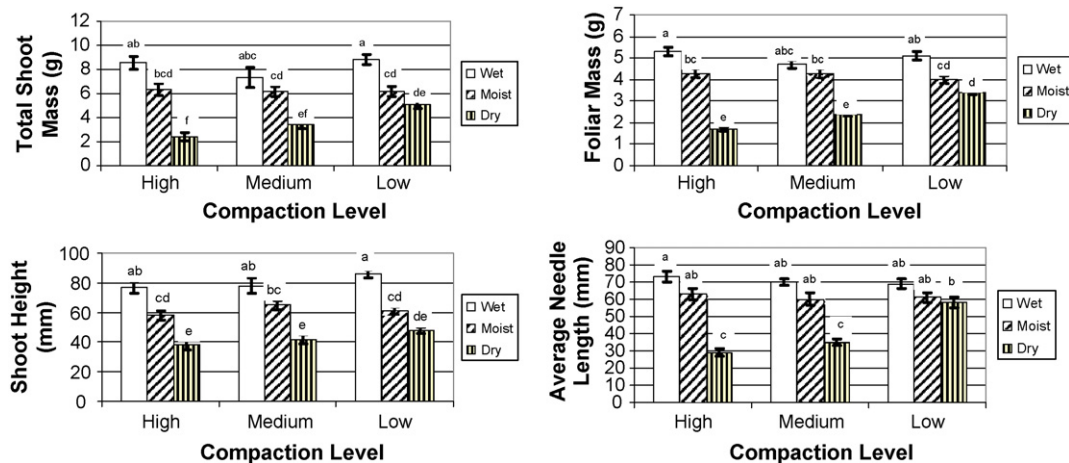 Total Shoot
Mass (g)
12
10
8
6
4
2
0
ab
bcd
f
abc
cd
ef
a
cd
de
High Medium Low
Compaction Level
Wet
Moist
Dry
Foliar Mass (g)
7
6
5
4
3
2
1
0
a
bc
e
abc
bc
e
ab
cd
d
High Medium Low
Compaction Level
Wet
Moist
Dry
Shoot Height
(mm)
100
80
60
40
20
0
ab
cd
e
ab
bc
e
a
cd
de
High Medium Low
Compaction Level
Wet
Moist
Dry
Average Needle
Length (mm)
90
80
70
60
50
40
30
20
10
0
a
ab
c
ab
ab
c
ab
ab
b
High Medium Low
Compaction Level
Wet
Moist
Dry